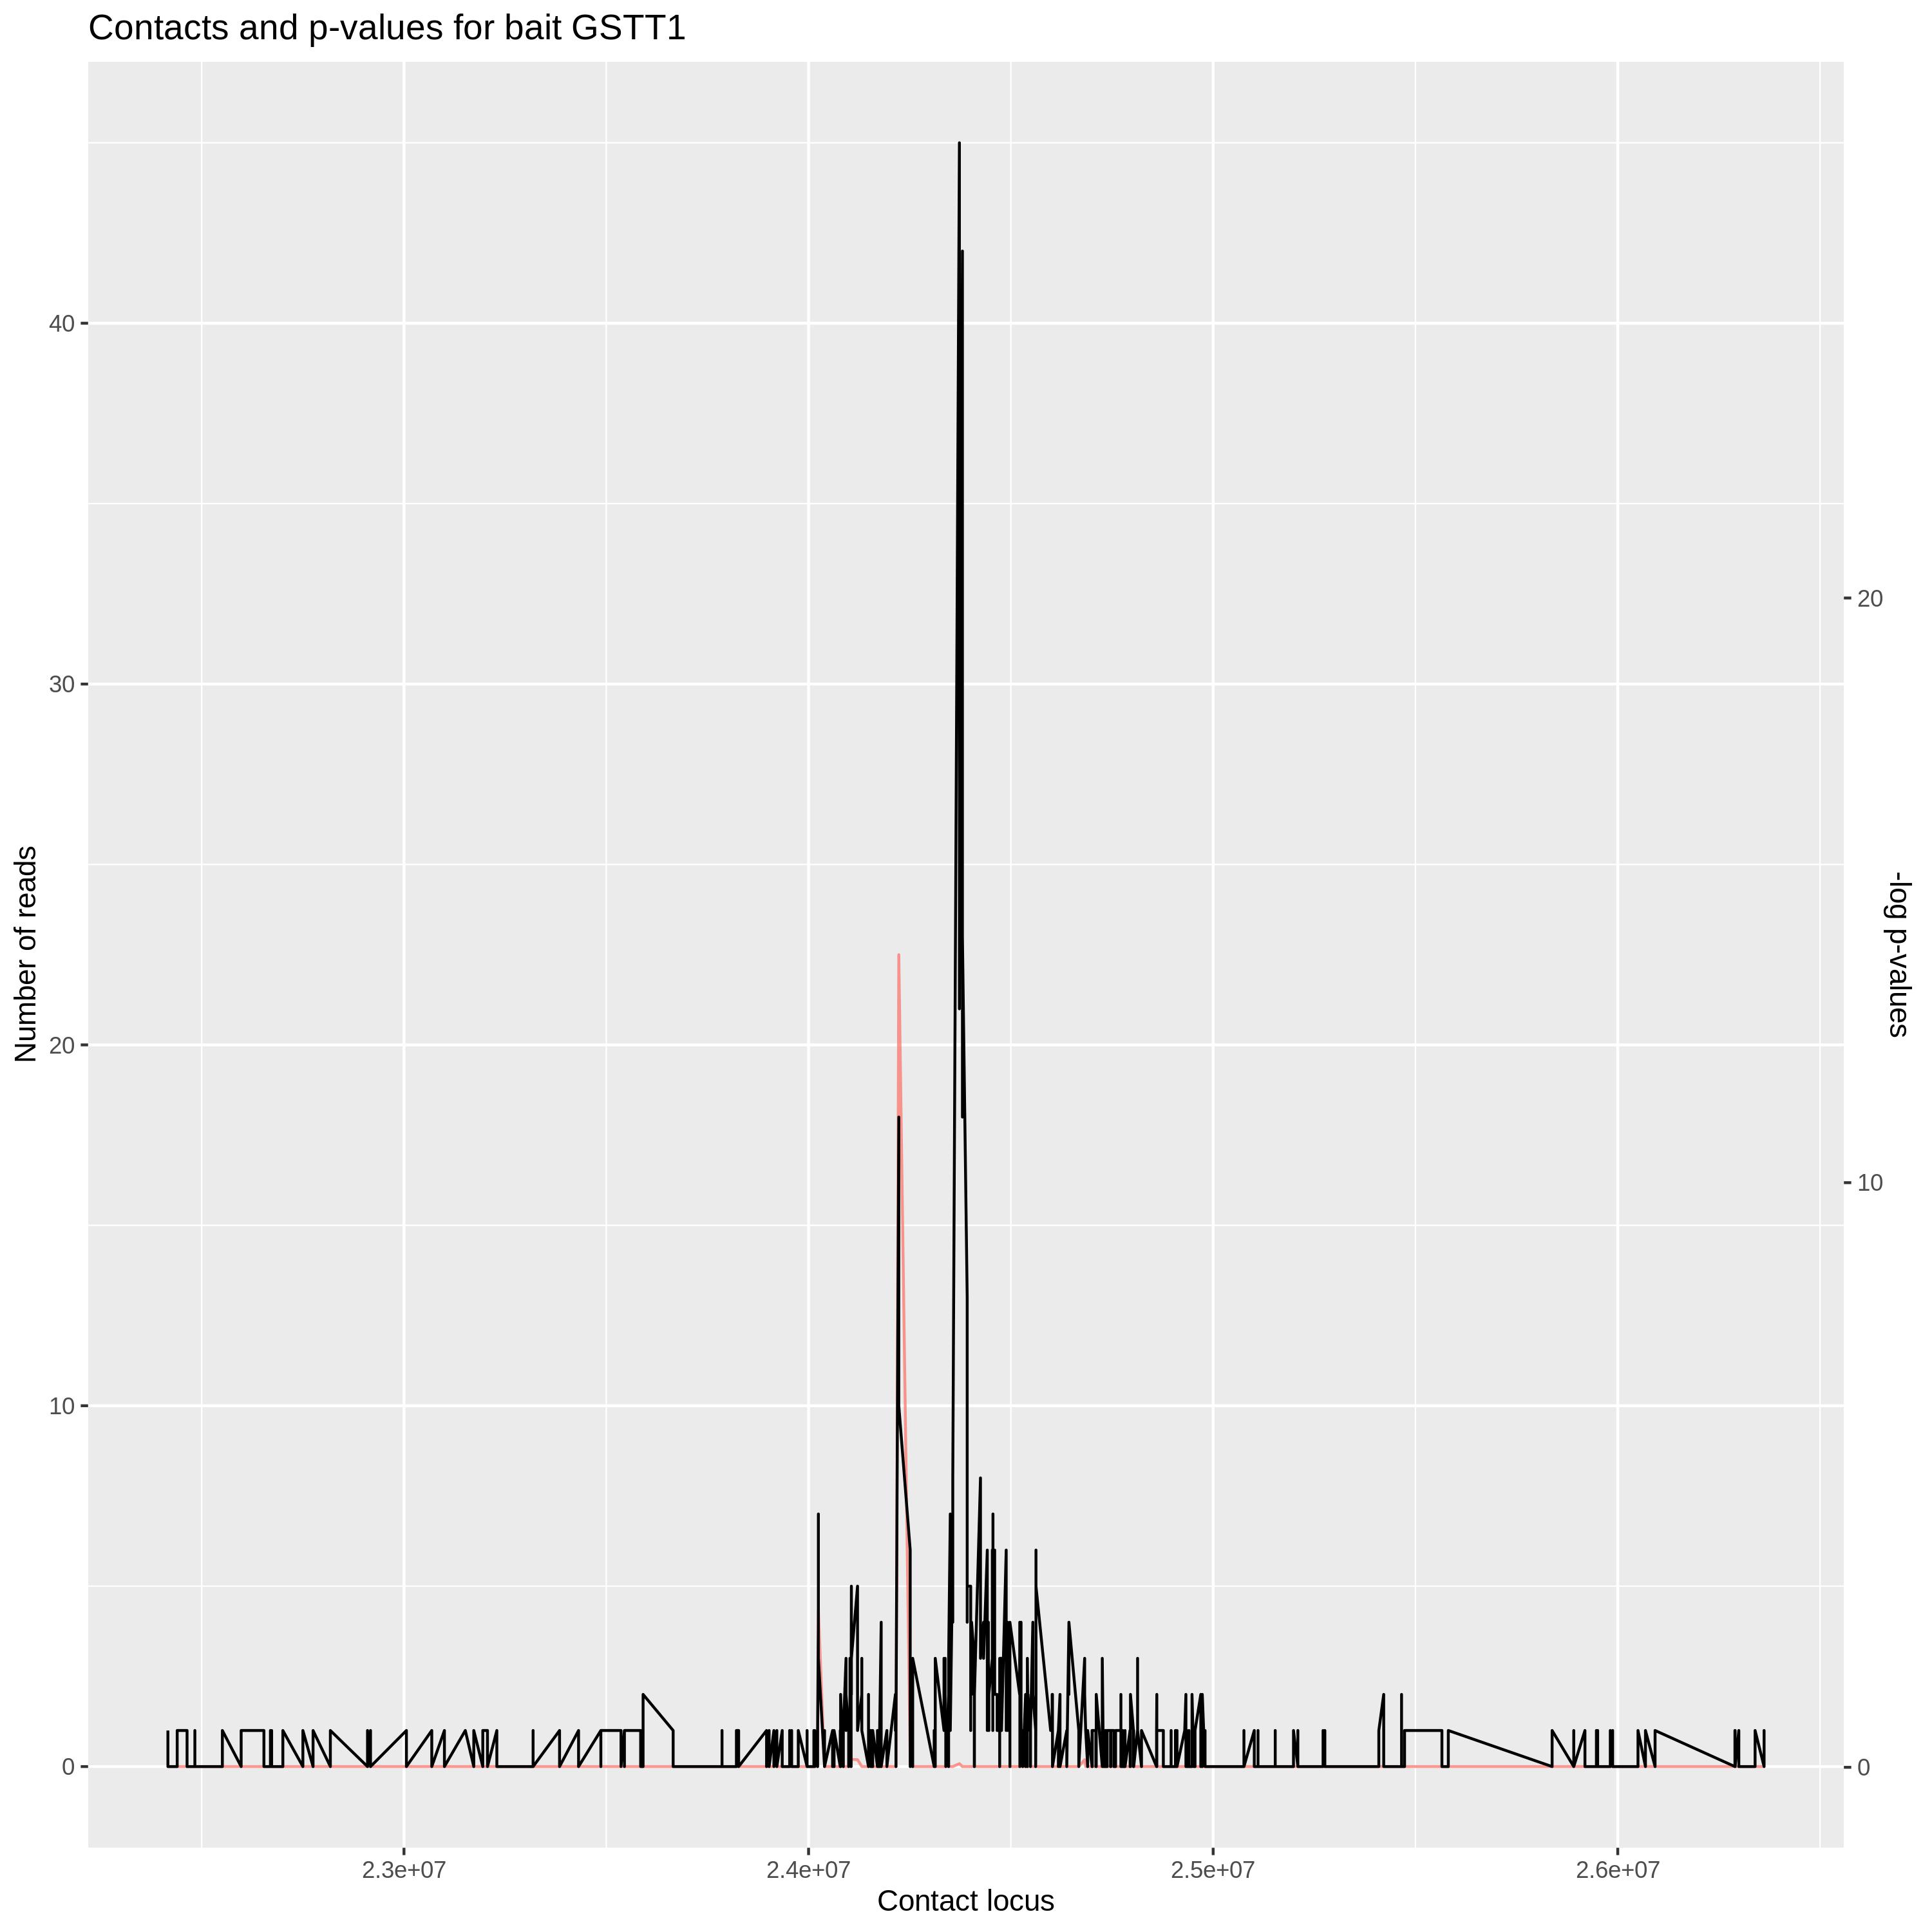 Contacts and p-values for bait GSTT1
40
30
20
10
0
Number of reads
20
10
0
-log p-values
2.3e+07 2.4e+07 2.5e+07 2.6e+07
Contact locus